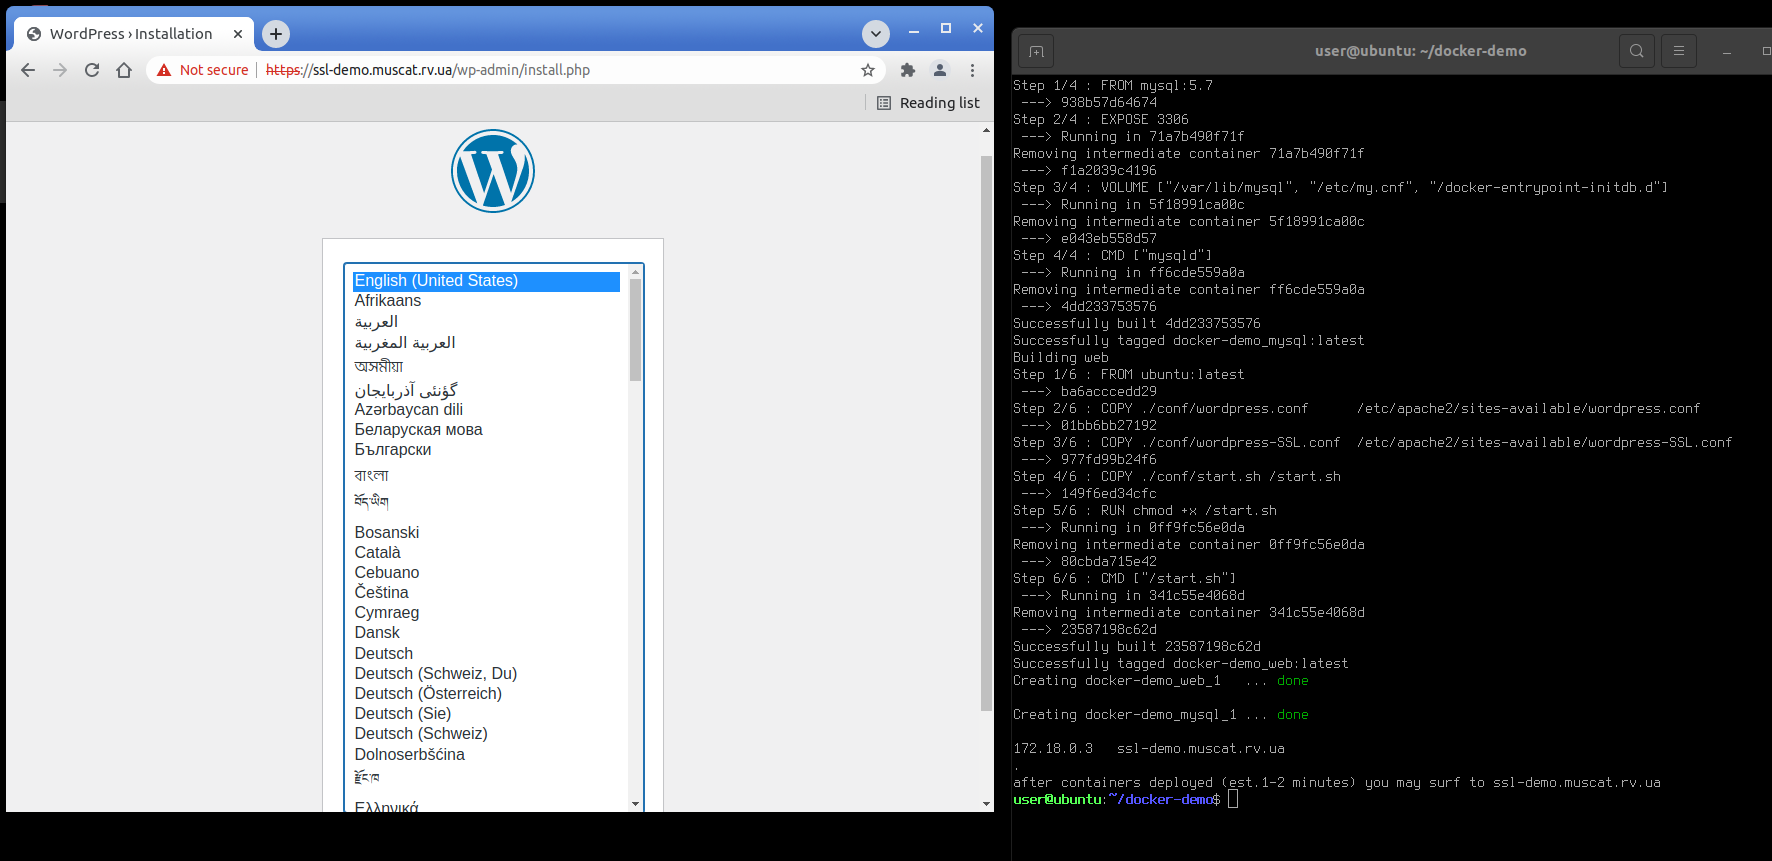 WordPress › Installation
Not secure
https://ssl-demo.muscat.rv.ua/wp-admin/install.php
Reading list
English (United States)
Afrikaans
العربية
العربية المغربية
অসমীয়া
گؤنئی آذربایجان
Azərbaycan dili
Беларуская мова
Български
বাংলা
བོད་ཡིག
Bosanski
Català
Cebuano
Čeština
Cymraeg
Dansk
Deutsch
Deutsch (Schweiz, Du)
Deutsch (Österreich)
Deutsch (Sie)
Deutsch (Schweiz)
Dolnoserbšćina
རྫོང་ཁ
Ελληνικά
user@ubuntu: ~/docker-demo
Step 1/4 : FROM mysql:5.7
---> 938b57d64674
Step 2/4 : EXPOSE 3306
---> Running in 71a7b490f71f
Removing intermediate container 71a7b490f71f
---> f1a2039c4196
Step 3/4 : VOLUME ["/var/lib/mysql", "/etc/my.cnf", "/docker-entrypoint-initdb.d"]
---> Running in 5f18991ca00c
Removing intermediate container 5f18991ca00c
---> e043eb558d57
Step 4/4 : CMD ["mysqld"]
---> Running in ff6cde559a0a
Removing intermediate container ff6cde559a0a
---> 4dd233753576
Successfully built 4dd233753576
Successfully tagged docker-demo_mysql:latest
Building web
Step 1/6 : FROM ubuntu:latest
---> ba6acccedd29
Step 2/6 : COPY ./conf/wordpress.conf      /etc/apache2/sites-available/wordpress.conf
---> 01bb6bb27192
Step 3/6 : COPY ./conf/wordpress-SSL.conf  /etc/apache2/sites-available/wordpress-SSL.conf
---> 977fd99b24f6
Step 4/6 : COPY ./conf/start.sh /start.sh
---> 149f6ed34cfc
Step 5/6 : RUN chmod +x /start.sh
---> Running in 0ff9fc56e0da
Removing intermediate container 0ff9fc56e0da
---> 80cbda715e42
Step 6/6 : CMD ["/start.sh"]
---> Running in 341c55e4068d
Removing intermediate container 341c55e4068d
---> 23587198c62d
Successfully built 23587198c62d
Successfully tagged docker-demo_web:latest
Creating docker-demo_web_1   ... done
Creating docker-demo_mysql_1 ... done
172.18.0.3   ssl-demo.muscat.rv.ua
.
after containers deployed (est.1-2 minutes) you may surf to ssl-demo.muscat.rv.ua
user@ubuntu:~/docker-demo$